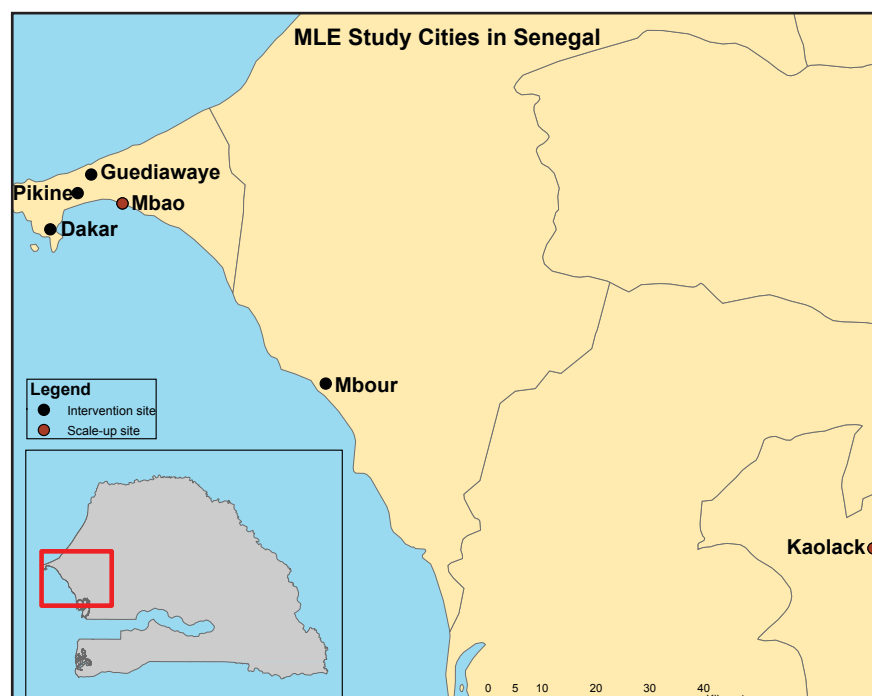 MLE Study Cities in Senegal
Guediawaye
Pikine
Mbao
Dakar
Mbour
Legend
Intervention site
Scale-up site
Kaolack
0 0 5 10 20 30 40